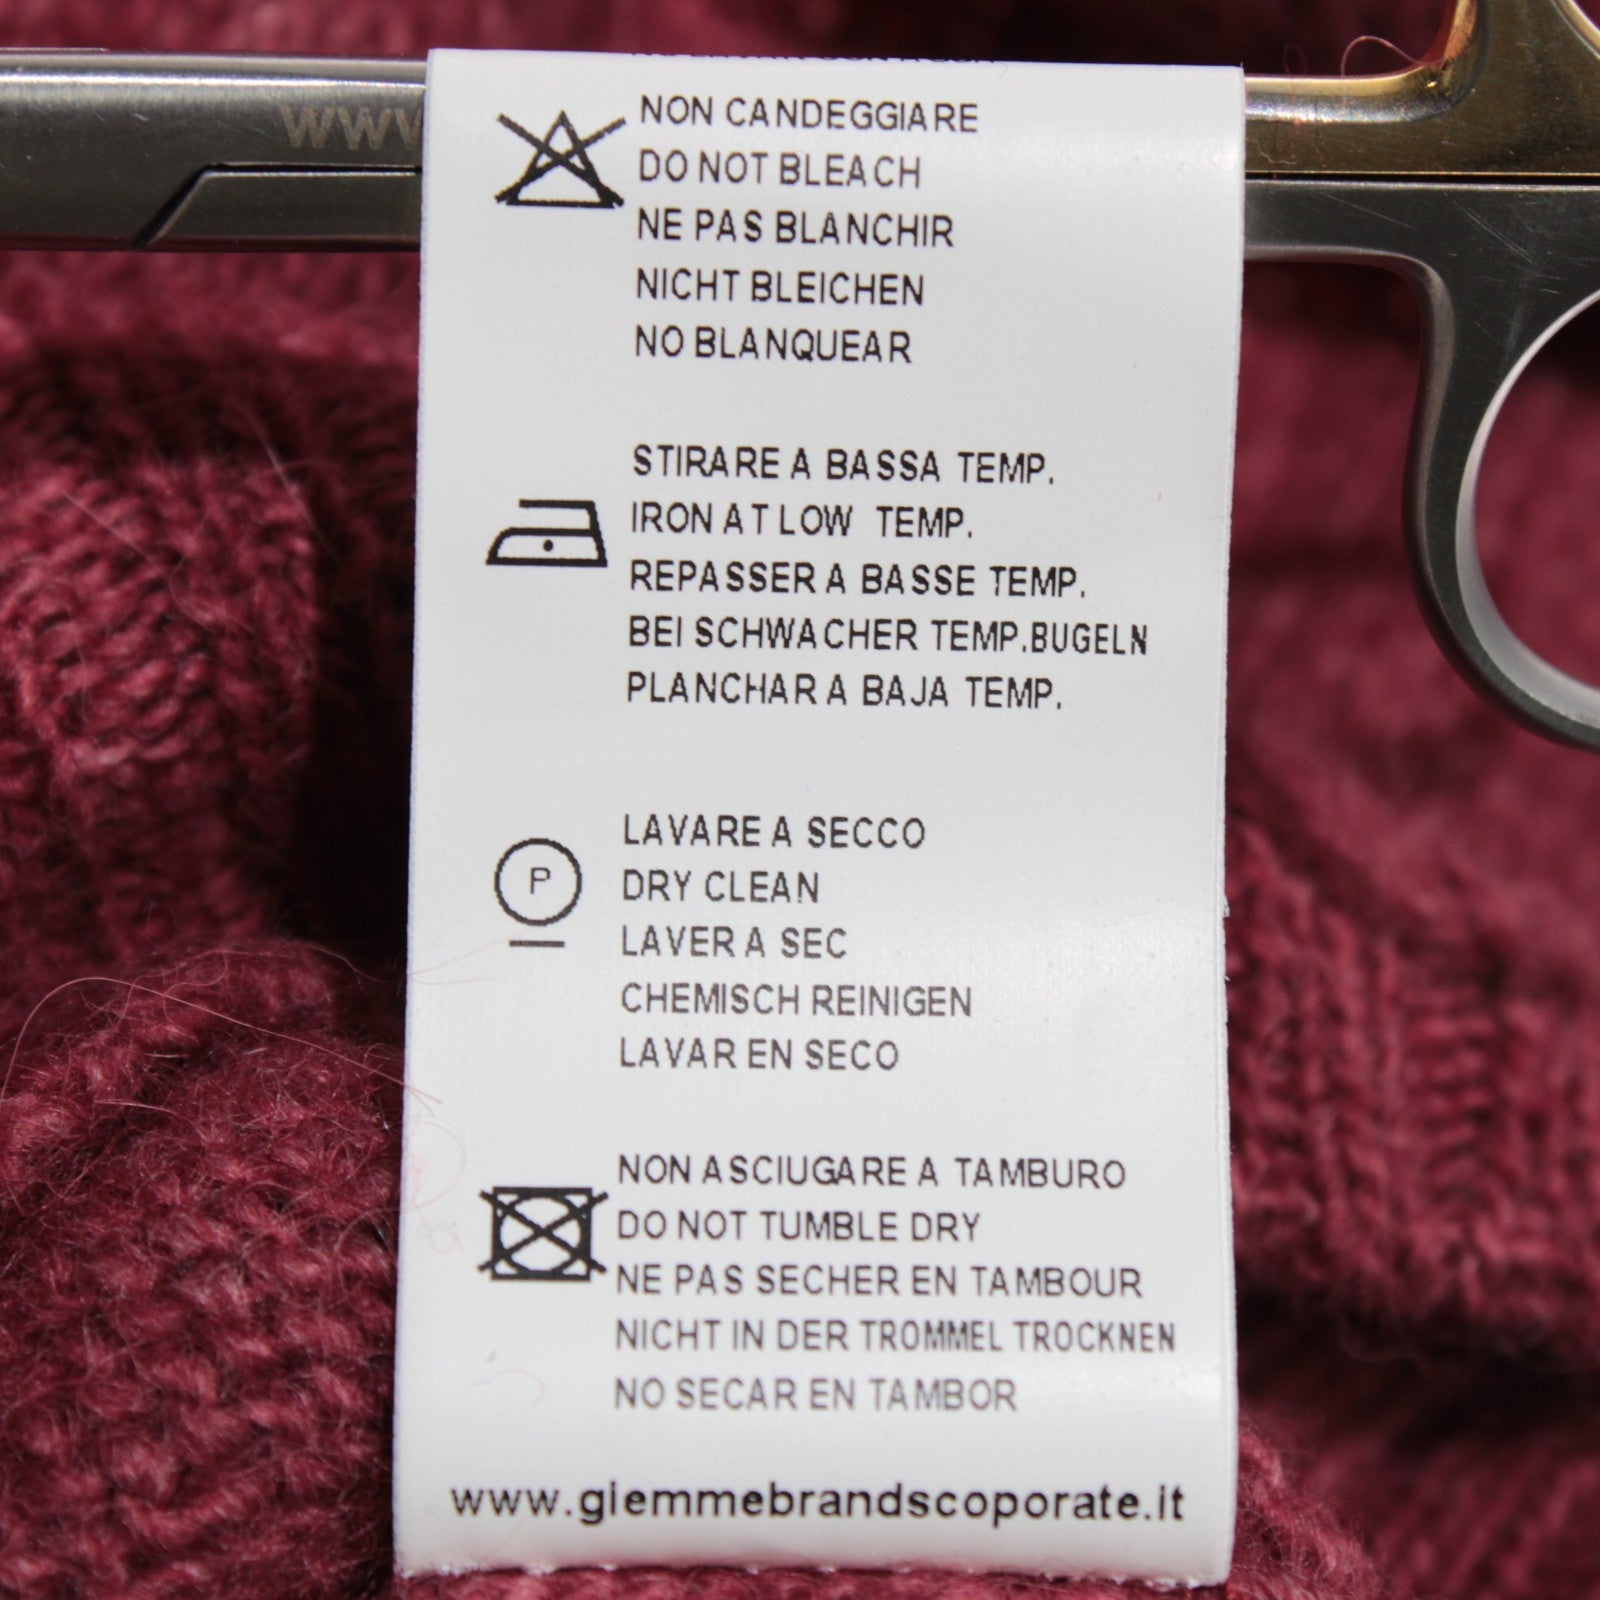 WWW
NON CANDEGGIARE
DO NOT BLEACH
NE PAS BLANCHIR
NICHT BLEICHEN
NO BLANQUEAR
STIRARE A BASSA TEMP.
IRON AT LOW TEMP.
REPASSER A BASSE TEMP.
BEI SCHWACHER TEMP.BUGELN
PLANCHAR A BAJA TEMP.
P
LAVARE A SECCO
DRY CLEAN
LAVER A SEC
CHEMISCH REINIGEN
LAVAR EN SECO
NON ASCIUGARE A TAMBURO
DO NOT TUMBLE DRY
NE PAS SECHER EN TAMBOUR
NICHT IN DER TROMMEL TROCKNEN
NO SECAR EN TAMBOR
www.giemmebrandscoporate.it